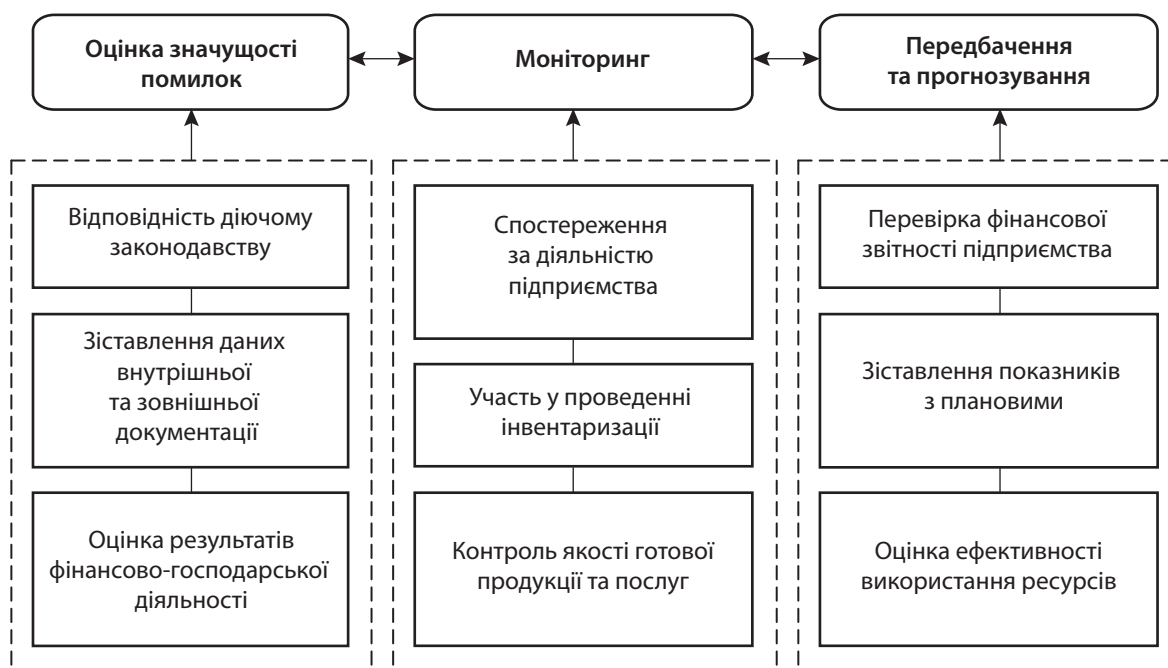 Оцінка значущості
помилок
Моніторинг
Передбачення
та прогнозування
Відповідність діючому
законодавству
Зіставлення даних
внутрішньої
та зовнішньої
документації
Оцінка результатів
фінансово-господарської
діяльності
Спостереження
за діяльністю
підприємства
Участь у проведенні
інвентаризації
Контроль якості готової
продукції та послуг
Перевірка фінансової
звітності підприємства
Зіставлення показників
з плановими
Оцінка ефективності
використання ресурсів